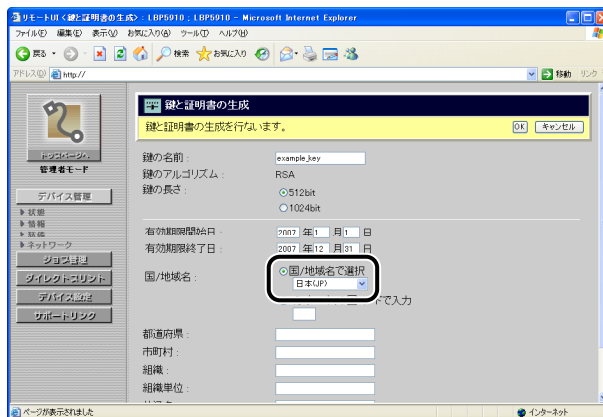 リモートUI <鍵と証明書の生成> : LBP5910 : LBP5910 - Microsoft Internet Explorer
ファイル(F) 編集(E) 表示(V) お気に入り(A) ツール(T) ヘルプ(H)
戻る 検索 お気に入り
アドレス(D) http:// 移動 リンク
鍵と証明書の生成
鍵と証明書の生成を行ないます。 OK キャンセル
トップページへ
管理者モード
デバイス管理
状態
情報
ネットワーク
ジョブ管理
ダイレクトプリント
デバイス設定
サポートリンク
鍵の名前 : example_key
鍵のアルゴリズム : RSA
鍵の長さ : 512bit
1024bit
有効期限開始日 : 2007 年 1 月 1 日
有効期限終了日 : 2007 年 12 月 31 日
国/地域名 : 国/地域名で選択
日本(JP)
ドで入力
都道府県 :
市町村 :
組織 :
組織単位 :
ページが表示されました インターネット